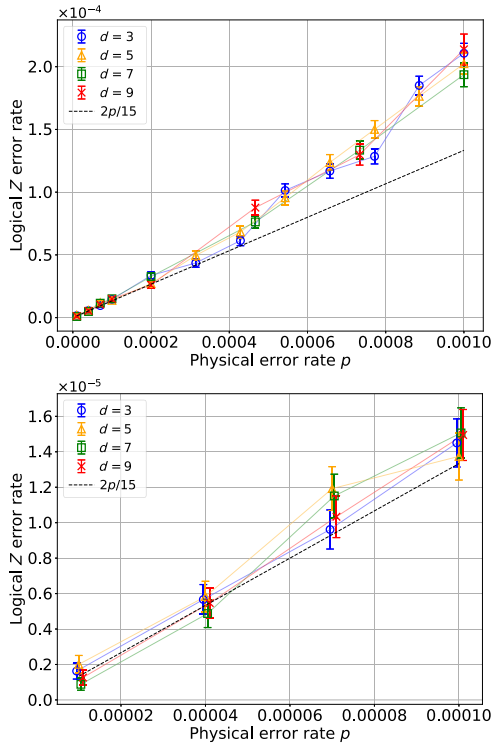 ×10⁻⁴
d = 3
d = 5
d = 7
d = 9
2p/15
Logical Z error rate
2.0
1.5
1.0
0.5
0.0
0.0000 0.0002 0.0004 0.0006 0.0008 0.0010
Physical error rate p
×10⁻⁵
d = 3
d = 5
d = 7
d = 9
2p/15
Logical Z error rate
1.6
1.4
1.2
1.0
0.8
0.6
0.4
0.2
0.0
0.00002 0.00004 0.00006 0.00008 0.00010
Physical error rate p